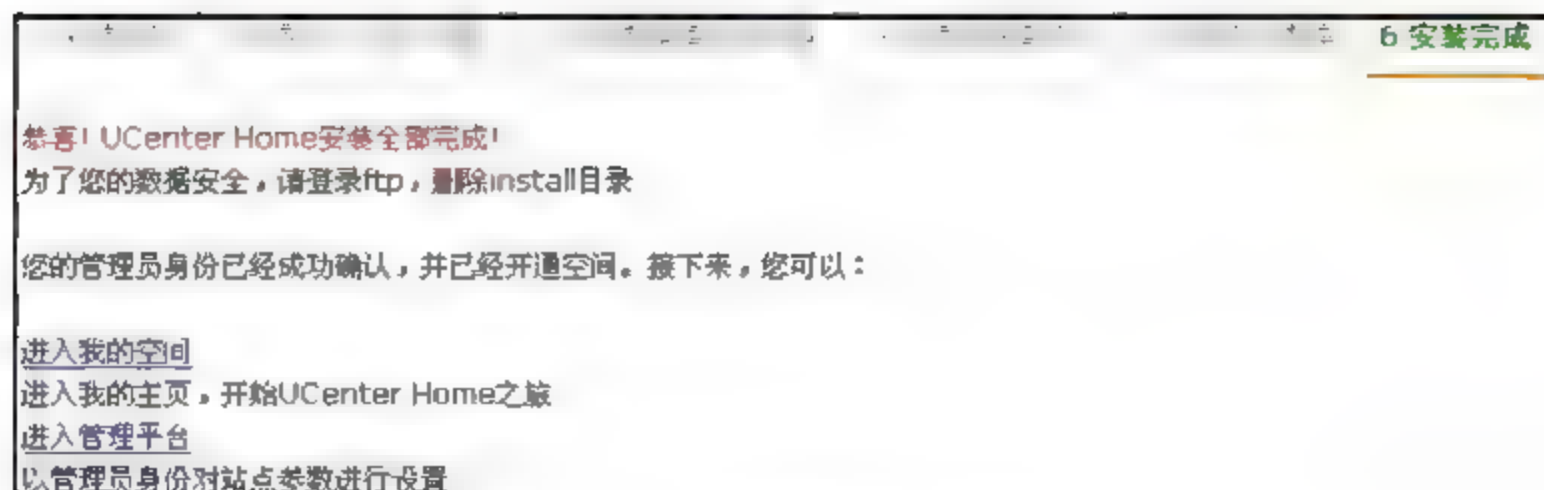 6 安装完成
恭喜! UCenter Home安装全部完成!
为了您的数据安全，请登录ftp，删除install目录
您的管理员身份已经成功确认，并已经开通空间。接下来，您可以：
进入我的空间
进入我的主页，开始UCenter Home之旅
进入管理平台
以管理员身份对站点参数进行设置